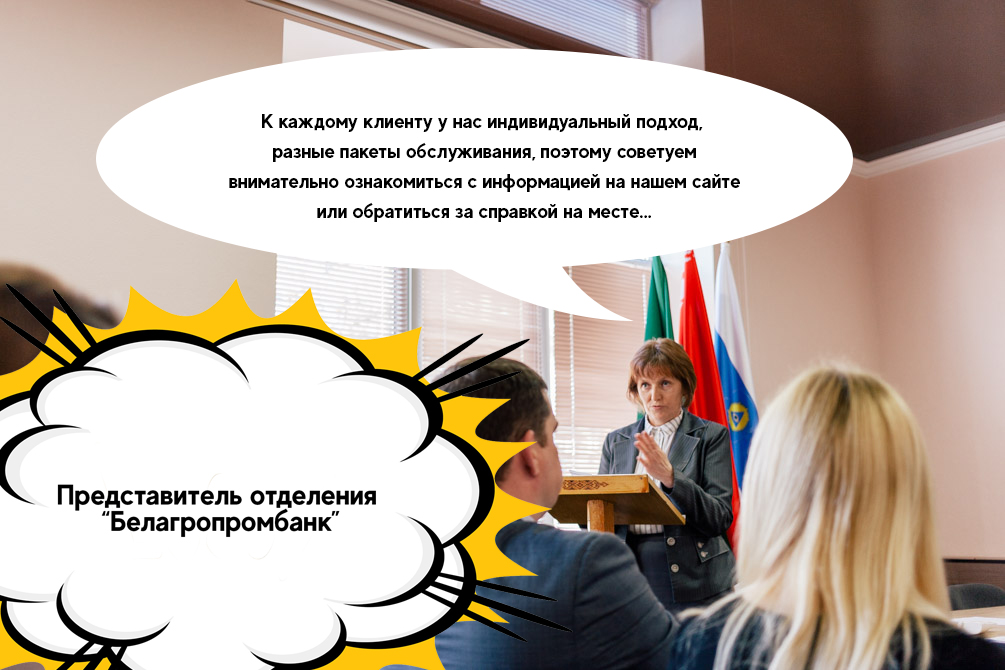 К каждому клиенту у нас индивидуальный подход,
разные пакеты обслуживания, поэтому советуем
внимательно ознакомиться с информацией на нашем сайте
или обратиться за справкой на месте...
Представитель отделения
“Белагропромбанк”